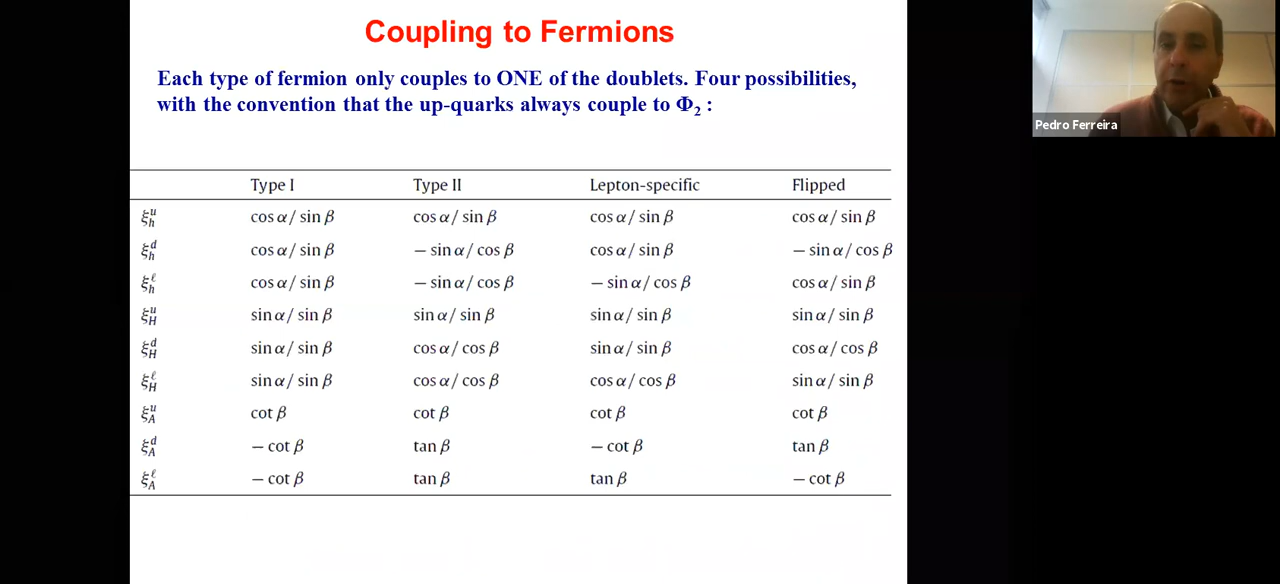 Coupling to Fermions
Each type of fermion only couples to ONE of the doublets. Four possibilities,
with the convention that the up-quarks always couple to Φ₂ :
Type I Type II Lepton-specific Flipped
ξ_h^u cos α / sin β cos α / sin β cos α / sin β cos α / sin β
ξ_h^d cos α / sin β − sin α / cos β cos α / sin β − sin α / cos β
ξ_h^ℓ cos α / sin β − sin α / cos β − sin α / cos β cos α / sin β
ξ_H^u sin α / sin β sin α / sin β sin α / sin β sin α / sin β
ξ_H^d sin α / sin β cos α / cos β sin α / sin β cos α / cos β
ξ_H^ℓ sin α / sin β cos α / cos β cos α / cos β sin α / sin β
ξ_A^u cot β cot β cot β cot β
ξ_A^d − cot β tan β − cot β tan β
ξ_A^ℓ − cot β tan β tan β − cot β
Pedro Ferreira